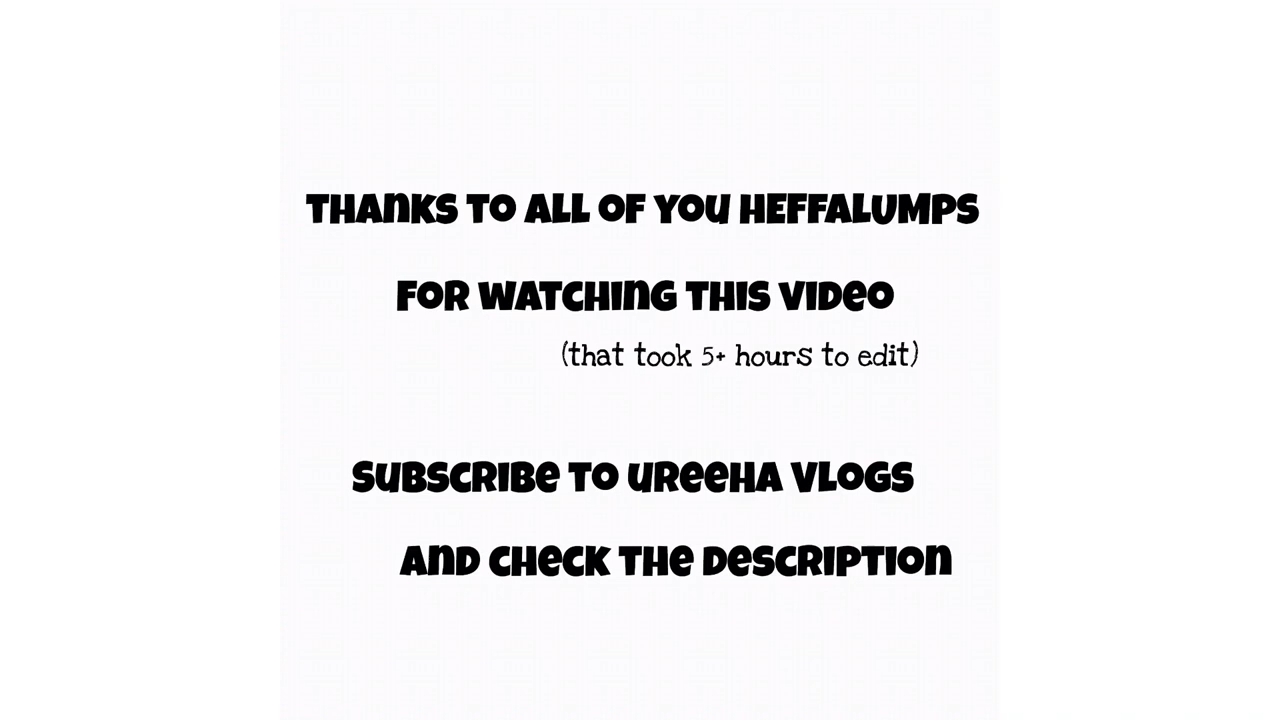 THANKS TO ALL OF YOU HEFFALUMPS
FOR WATCHING THIS VIDEO
(that took 5+ hours to edit)
SUBSCRIBE TO UREEHA VLOGS
AND CHECK THE DESCRIPTION